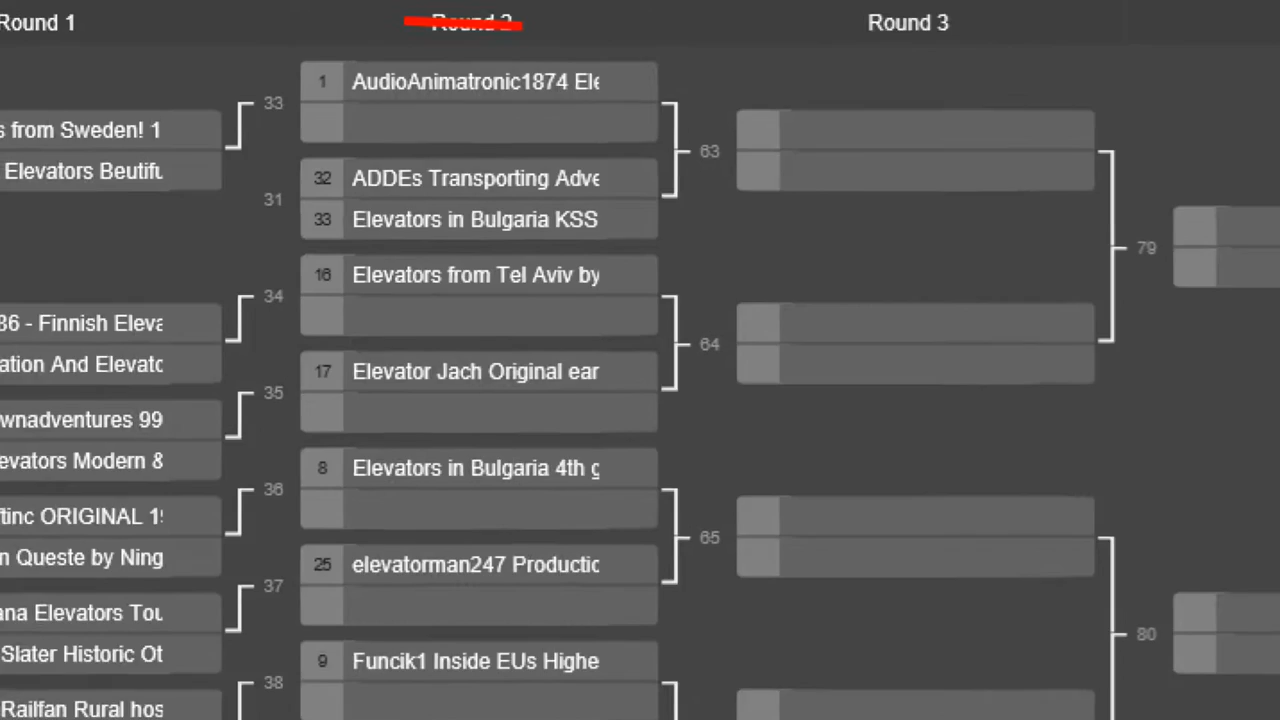 Round 1
Round 2
Round 3
s from Sweden! 1
Elevators Beutifu
33
1 AudioAnimatronic1874 Ele
31
32 ADDEs Transporting Adve
33 Elevators in Bulgaria KSS
63
79
36 - Finnish Eleva
ation And Elevato
34
16 Elevators from Tel Aviv by
64
wnadventures 99
evators Modern &
35
17 Elevator Jach Original ear
ftinc ORIGINAL 19
n Queste by Ning
36
8 Elevators in Bulgaria 4th g
65
ana Elevators Tou
Slater Historic Ot
37
25 elevatorman247 Productio
80
Railfan Rural hos
38
9 Funcik1 Inside EUs Highe